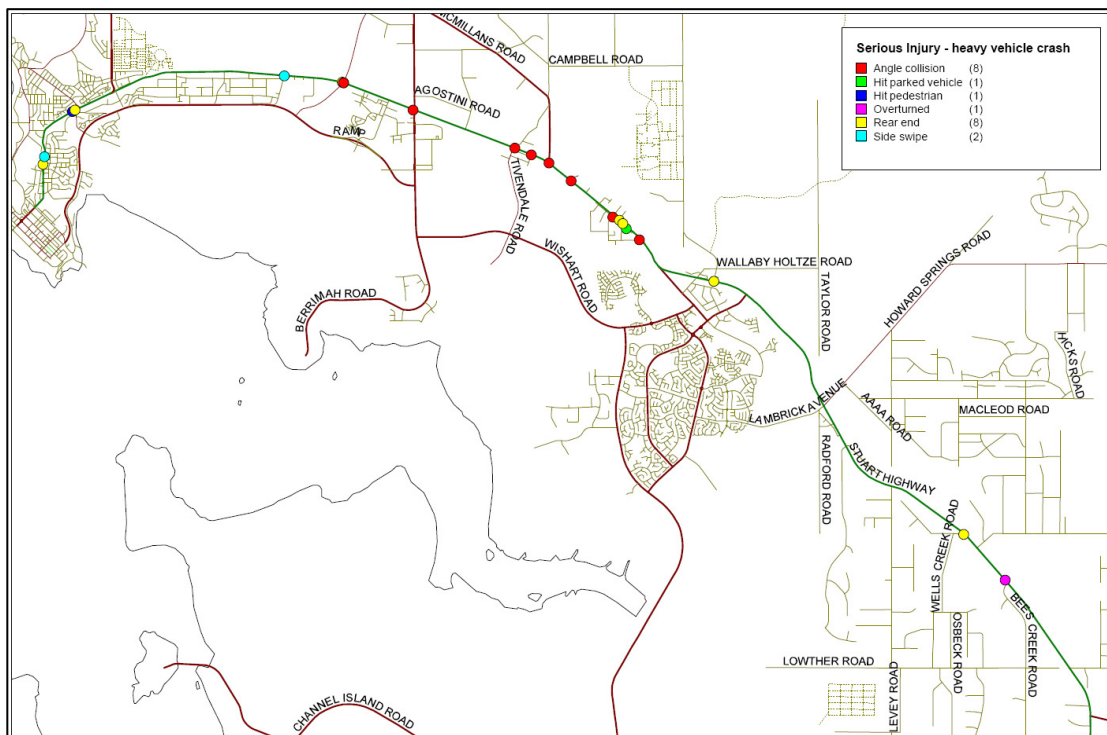 MCMILLANS ROAD
CAMPBELL ROAD
Serious Injury - heavy vehicle crash
Angle collision (8)
Hit parked vehicle (1)
Hit pedestrian (1)
Overturned (1)
Rear end (8)
Side swipe (2)
AGOSTINI ROAD
RAMP
TIVENDALE ROAD
WISHART ROAD
BERRIMAH ROAD
WALLABY HOLTZE ROAD
TAYLOR ROAD
HOWARD SPRINGS ROAD
HICKS ROAD
LAMBRICK AVENUE
AAAA ROAD
MACLEOD ROAD
RADFORD ROAD
STUART HIGHWAY
WELLS CREEK ROAD
BEES CREEK ROAD
OSBECK ROAD
LOWTHER ROAD
LEVEY ROAD
CHANNEL ISLAND ROAD